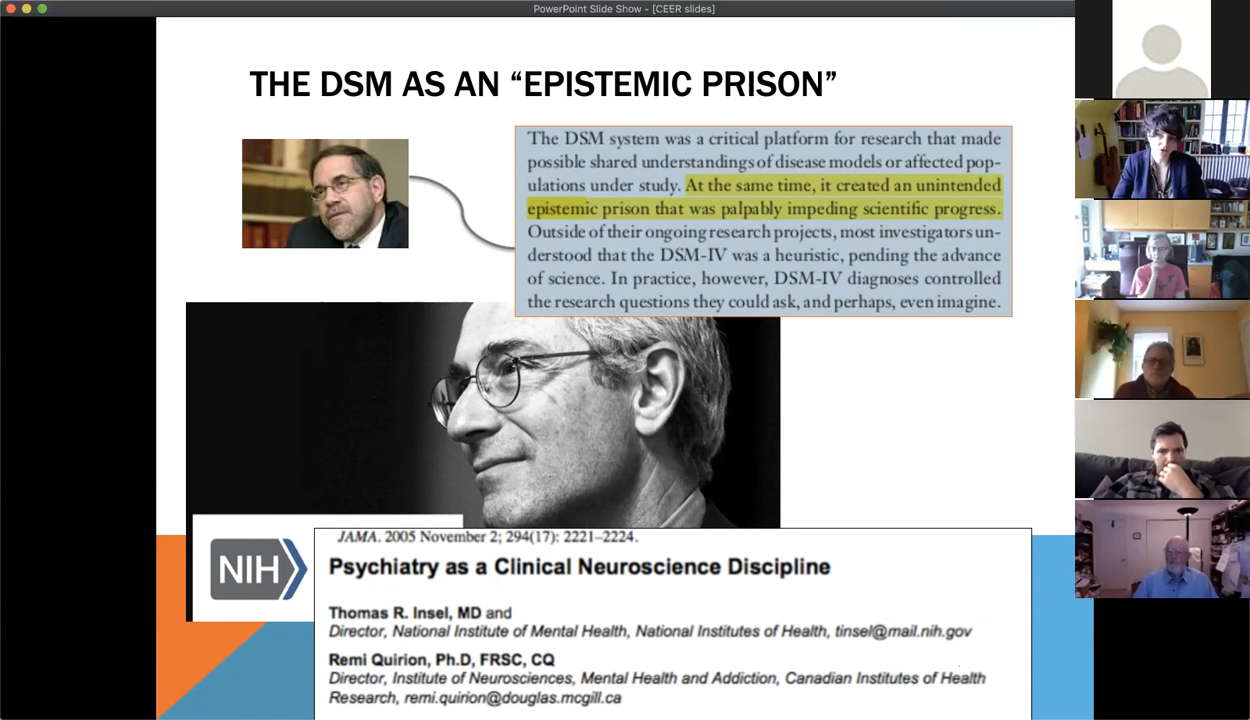 PowerPoint Slide Show - [CEER slides]
THE DSM AS AN “EPISTEMIC PRISON”
The DSM system was a critical platform for research that made
possible shared understandings of disease models or affected pop-
ulations under study. At the same time, it created an unintended
epistemic prison that was palpably impeding scientific progress.
Outside of their ongoing research projects, most investigators un-
derstood that the DSM-IV was a heuristic, pending the advance
of science. In practice, however, DSM-IV diagnoses controlled
the research questions they could ask, and perhaps, even imagine.
NIH
JAMA. 2005 November 2; 294(17): 2221–2224.
Psychiatry as a Clinical Neuroscience Discipline
Thomas R. Insel, MD and
Director, National Institute of Mental Health, National Institutes of Health, tinsel@mail.nih.gov
Remi Quirion, Ph.D, FRSC, CQ
Director, Institute of Neurosciences, Mental Health and Addiction, Canadian Institutes of Health
Research, remi.quirion@douglas.mcgill.ca